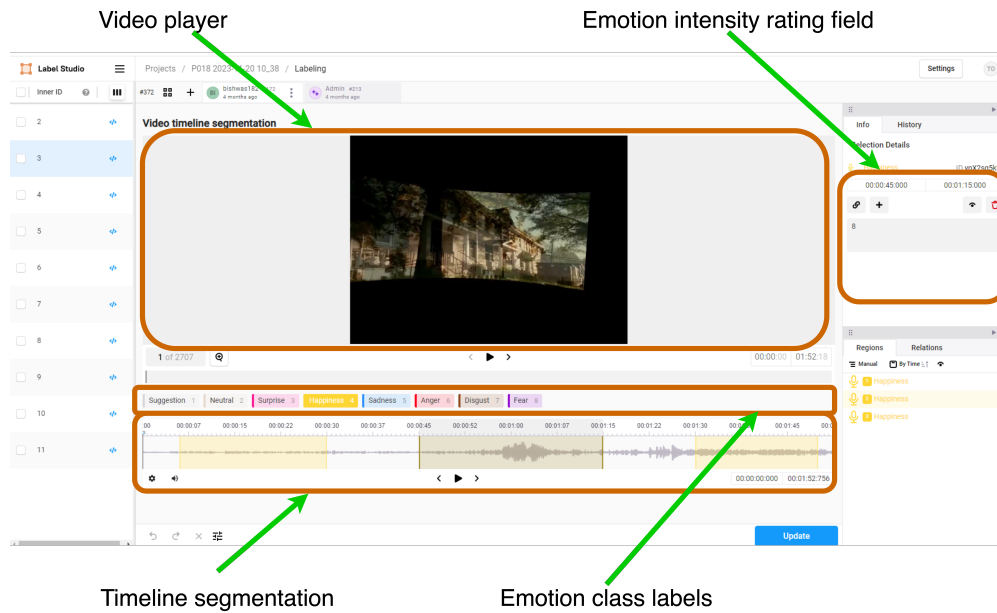 Video player
Emotion intensity rating field
Label Studio
Projects / P018 2023- -20 10_38 / Labeling
Settings
TO
Inner ID
#372
bishwas182
4 months ago
Admin #213
4 months ago
Info History
Video timeline segmentation
Selection Details
Happiness
00:00:45:000 00:01:15:000
8
2
3
4
5
6
7
8
9
10
11
1 of 2707
00:00:00 01:52:18
Regions Relations
Manual By Time
Happiness
Happiness
Happiness
Suggestion 1 Neutral 2 Surprise 3 Happiness 4 Sadness 5 Anger 6 Disgust 7 Fear 8
:00 00:00:07 00:00:15 00:00:22 00:00:30 00:00:37 00:00:45 00:00:52 00:01:00 00:01:07 00:01:15 00:01:22 00:01:30 00:01:45
00:00:00:000 00:01:52:756
Update
Timeline segmentation
Emotion class labels